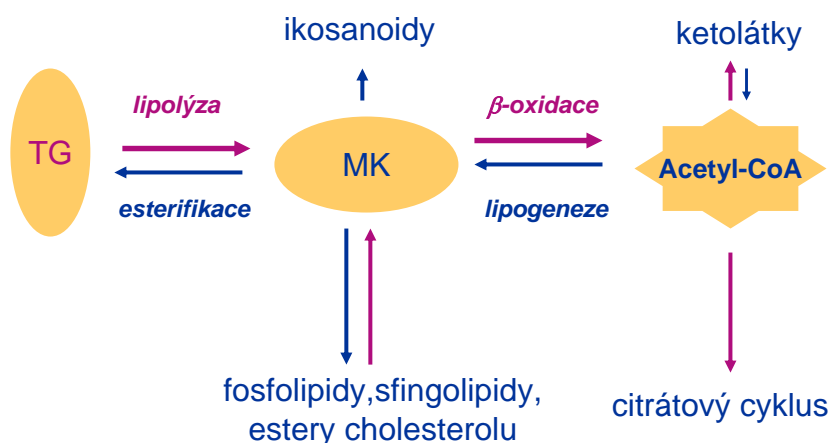 ikosanoidy
ketolátky
lipolýza
β-oxidace
TG
MK
Acetyl-CoA
esterifikace
lipogeneze
fosfolipidy,sfingolipidy,
estery cholesterolu
citrátový cyklus